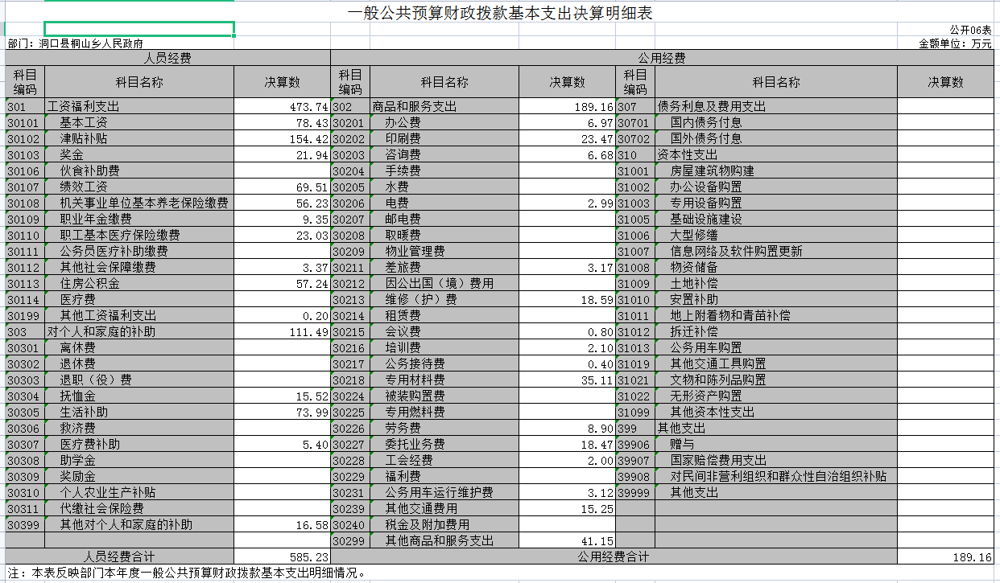 一般公共预算财政拨款基本支出决算明细表
公开06表
部门：洞口县桐山乡人民政府 金额单位：万元
人员经费 公用经费
科目编码 科目名称 决算数 科目编码 科目名称 决算数 科目编码 科目名称 决算数
301 工资福利支出 473.74 302 商品和服务支出 189.16 307 债务利息及费用支出
30101 基本工资 78.43 30201 办公费 6.97 30701 国内债务付息
30102 津贴补贴 154.42 30202 印刷费 23.47 30702 国外债务付息
30103 奖金 21.94 30203 咨询费 6.68 310 资本性支出
30106 伙食补助费 30204 手续费 31001 房屋建筑物购建
30107 绩效工资 69.51 30205 水费 31002 办公设备购置
30108 机关事业单位基本养老保险缴费 56.23 30206 电费 2.99 31003 专用设备购置
30109 职业年金缴费 9.35 30207 邮电费 31005 基础设施建设
30110 职工基本医疗保险缴费 23.03 30208 取暖费 31006 大型修缮
30111 公务员医疗补助缴费 30209 物业管理费 31007 信息网络及软件购置更新
30112 其他社会保障缴费 3.37 30211 差旅费 3.17 31008 物资储备
30113 住房公积金 57.24 30212 因公出国（境）费用 31009 土地补偿
30114 医疗费 30213 维修（护）费 18.59 31010 安置补助
30199 其他工资福利支出 0.20 30214 租赁费 31011 地上附着物和青苗补偿
303 对个人和家庭的补助 111.49 30215 会议费 0.80 31012 拆迁补偿
30301 离休费 30216 培训费 2.10 31013 公务用车购置
30302 退休费 30217 公务接待费 0.40 31019 其他交通工具购置
30303 退职（役）费 30218 专用材料费 35.11 31021 文物和陈列品购置
30304 抚恤金 15.52 30224 被装购置费 31022 无形资产购置
30305 生活补助 73.99 30225 专用燃料费 31099 其他资本性支出
30306 救济费 30226 劳务费 8.90 399 其他支出
30307 医疗费补助 5.40 30227 委托业务费 18.47 39906 赠与
30308 助学金 30228 工会经费 2.00 39907 国家赔偿费用支出
30309 奖励金 30229 福利费 39908 对民间非营利组织和群众性自治组织补贴
30310 个人农业生产补贴 30231 公务用车运行维护费 3.12 39999 其他支出
30311 代缴社会保险费 30239 其他交通费用 15.25
30399 其他对个人和家庭的补助 16.58 30240 税金及附加费用
30299 其他商品和服务支出 41.15
人员经费合计 585.23 公用经费合计 189.16
注：本表反映部门本年度一般公共预算财政拨款基本支出明细情况。